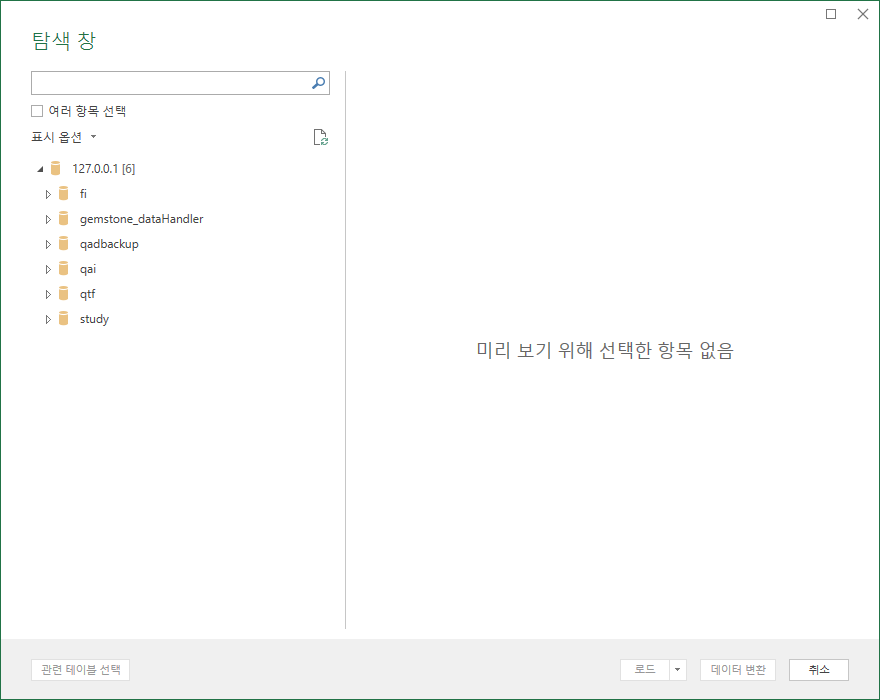 탐색 창
여러 항목 선택
표시 옵션
127.0.0.1 [6]
fi
gemstone_dataHandler
qadbackup
qai
qtf
study
미리 보기 위해 선택한 항목 없음
관련 테이블 선택
로드
데이터 변환
취소